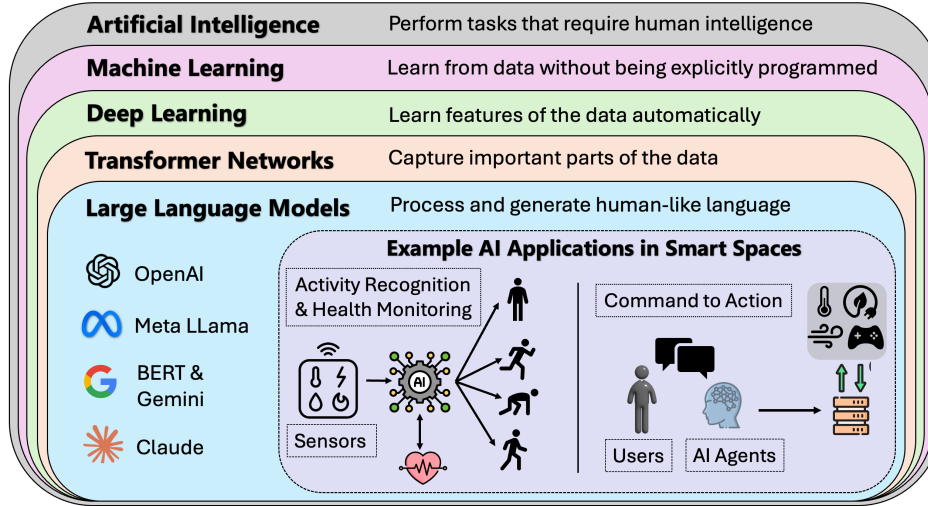 Artificial Intelligence Perform tasks that require human intelligence
Machine Learning Learn from data without being explicitly programmed
Deep Learning Learn features of the data automatically
Transformer Networks Capture important parts of the data
Large Language Models Process and generate human-like language
OpenAI
Meta LLama
BERT &
Gemini
Claude
Example AI Applications in Smart Spaces
Activity Recognition
& Health Monitoring
AI
Sensors
Command to Action
Users
AI Agents